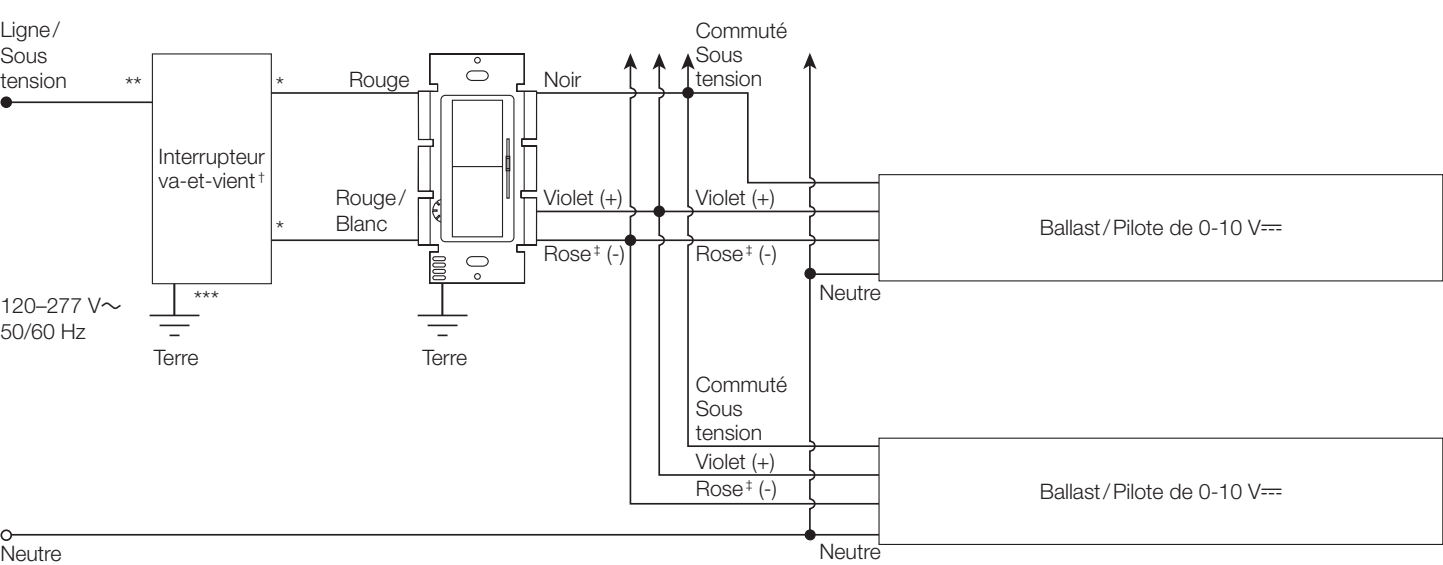 Ligne/
Sous
tension
**
*
Rouge
Noir
Commuté
Sous
tension
Interrupteur
va-et-vient†
Rouge/
Blanc
*
Violet (+)
Violet (+)
Rose‡ (-)
Rose‡ (-)
Ballast/Pilote de 0-10 V⎓
Neutre
120–277 V~
50/60 Hz
***
Terre
Terre
Commuté
Sous
tension
Violet (+)
Rose‡ (-)
Ballast/Pilote de 0-10 V⎓
Neutre
Neutre